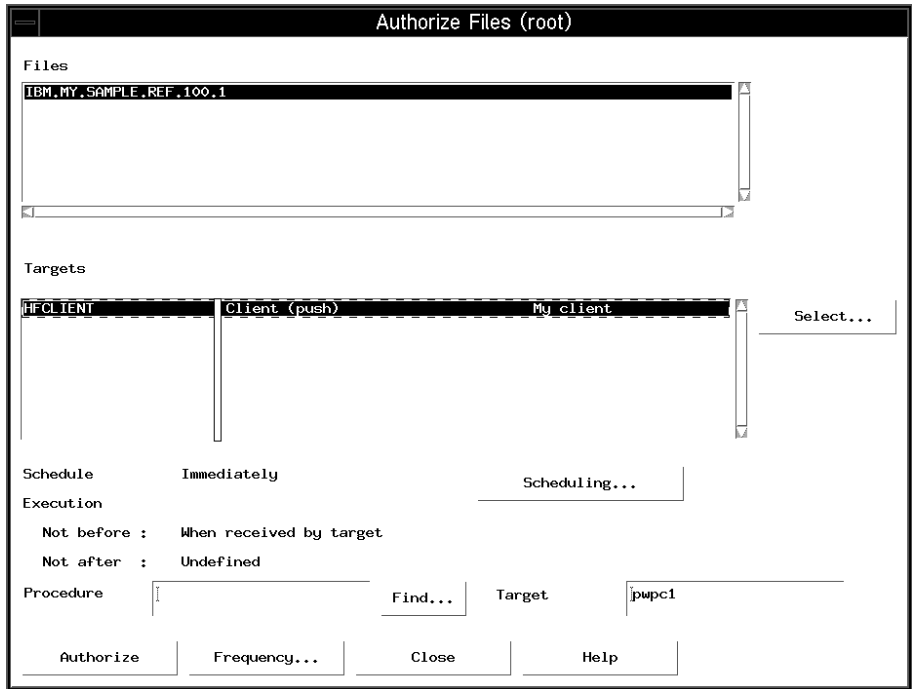 Authorize Files (root)
Files
IBM.MY.SAMPLE.REF.100.1
Targets
HFCLIENT Client (push) My client
Select...
Schedule Immediately
Scheduling...
Execution
Not before : When received by target
Not after : Undefined
Procedure Find... Target pwpc1
Authorize Frequency... Close Help